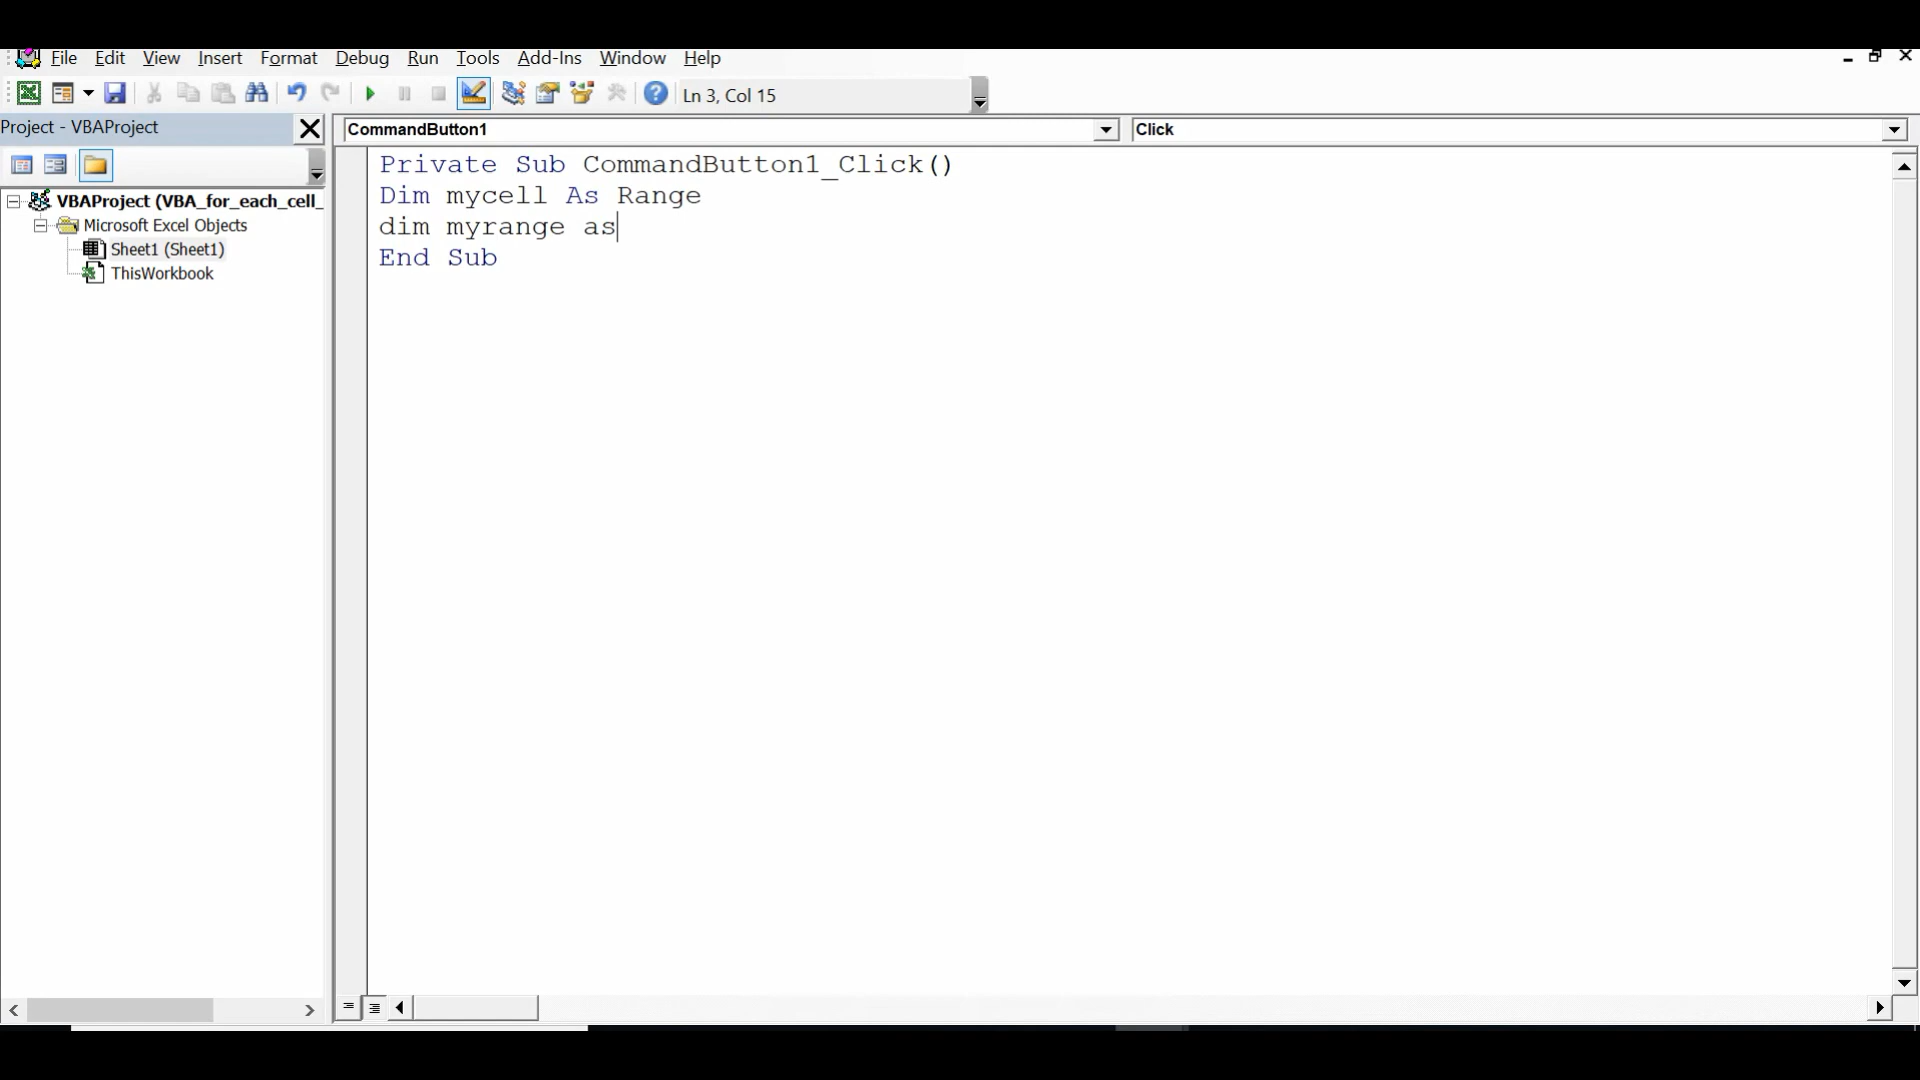 File Edit View Insert Format Debug Run Tools Add-Ins Window Help
Ln 3, Col 15
Project - VBAProject
CommandButton1
Click
VBAProject (VBA_for_each_cell_
Microsoft Excel Objects
Sheet1 (Sheet1)
ThisWorkbook
Private Sub CommandButton1_Click()
Dim mycell As Range
dim myrange as
End Sub